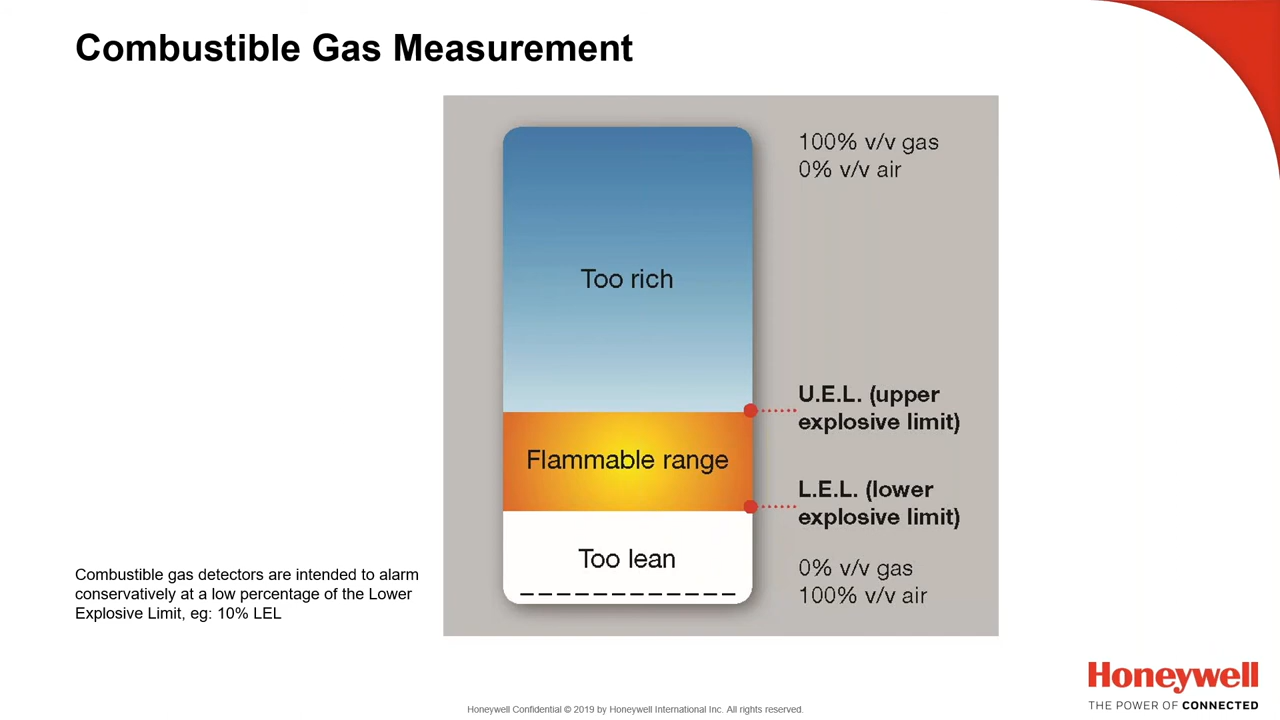 Combustible Gas Measurement
100% v/v gas
0% v/v air
Too rich
U.E.L. (upper
explosive limit)
Flammable range
L.E.L. (lower
explosive limit)
Too lean
0% v/v gas
100% v/v air
Combustible gas detectors are intended to alarm
conservatively at a low percentage of the Lower
Explosive Limit, eg: 10% LEL
Honeywell
THE POWER OF CONNECTED
Honeywell Confidential © 2019 by Honeywell International Inc. All rights reserved.